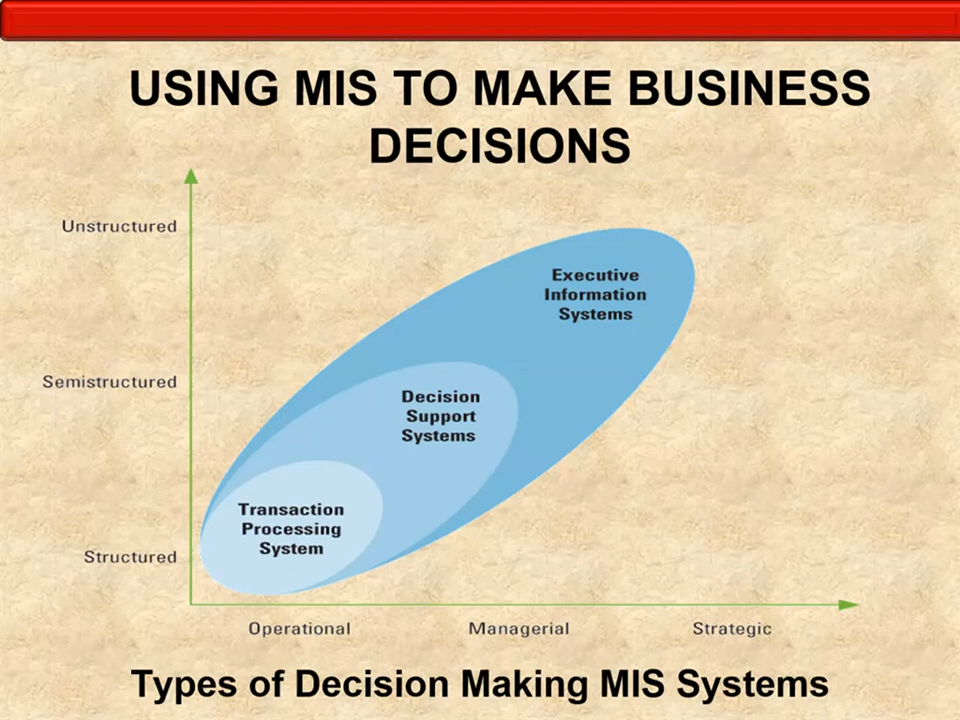 USING MIS TO MAKE BUSINESS
DECISIONS
Unstructured
Executive
Information
Systems
Semistructured
Decision
Support
Systems
Transaction
Processing
System
Structured
Operational
Managerial
Strategic
Types of Decision Making MIS Systems